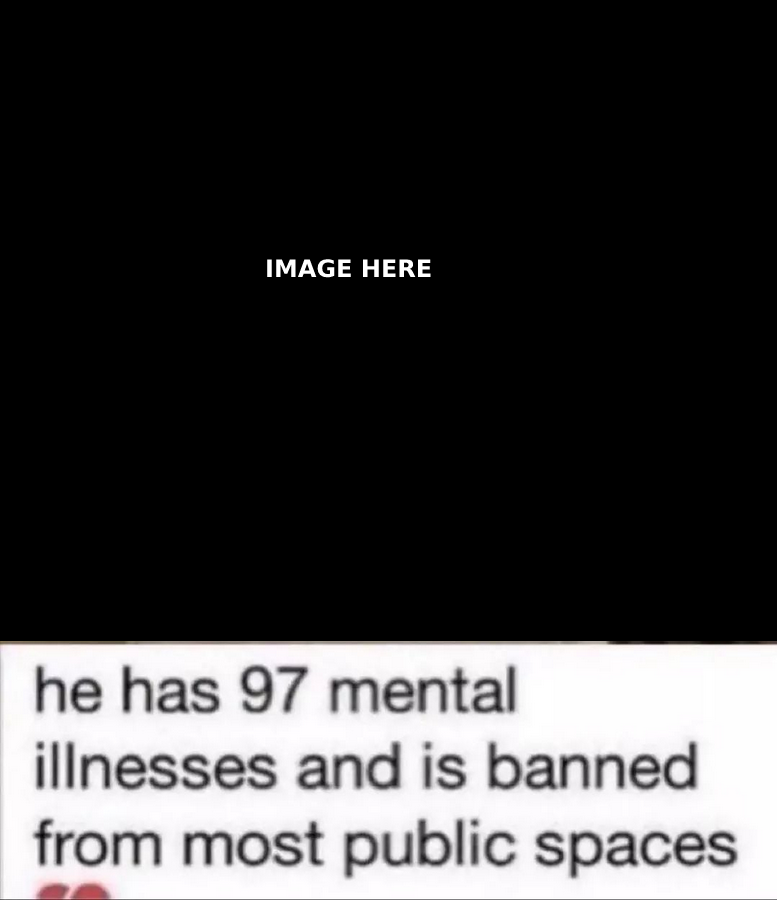 IMAGE HERE
he has 97 mental
illnesses and is banned
from most public spaces